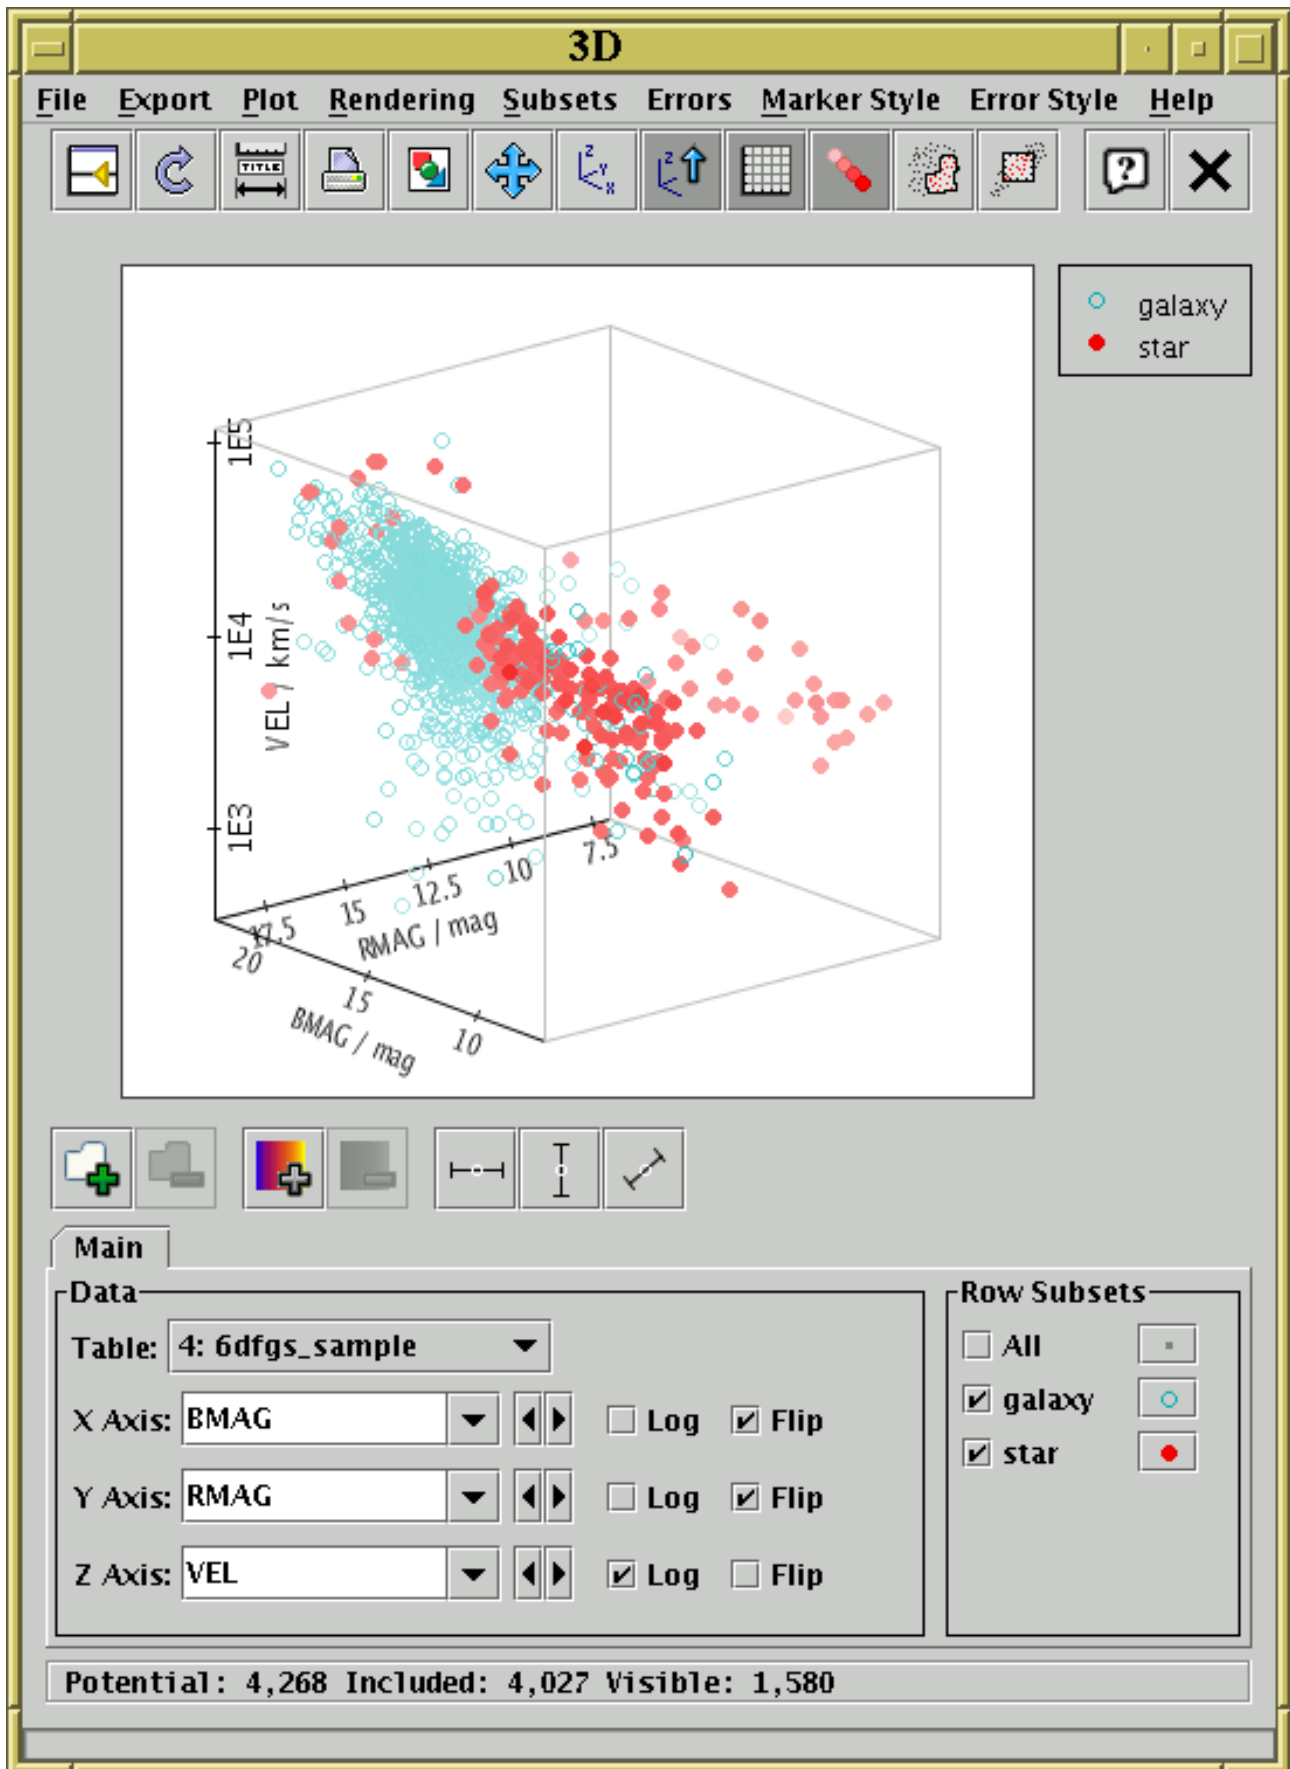 3D
File Export Plot Rendering Subsets Errors Marker Style Error Style Help
Z Y X
Z
TITLE
?
galaxy
star
1E5
1E4
1E3
VEL / km/s
17.5 15 12.5 10 7.5
RMAG / mag
20 15 10
BMAG / mag
Main
Data
Table: 4: 6dfgs_sample
X Axis: BMAG Log Flip
Y Axis: RMAG Log Flip
Z Axis: VEL Log Flip
Row Subsets
All
galaxy
star
Potential: 4,268 Included: 4,027 Visible: 1,580